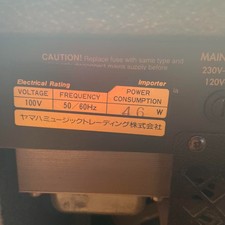 CAUTION! Replace fuse with same type and
MAIN
230V
120V
Electrical Rating
Importer
VOLTAGE
FREQUENCY
POWER CONSUMPTION
100V
50/60Hz
46 W
ヤマハミュージックトレーディング株式会社